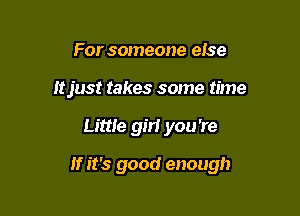 For someone else
It just takes some time
Little girl you're
If it's good enough